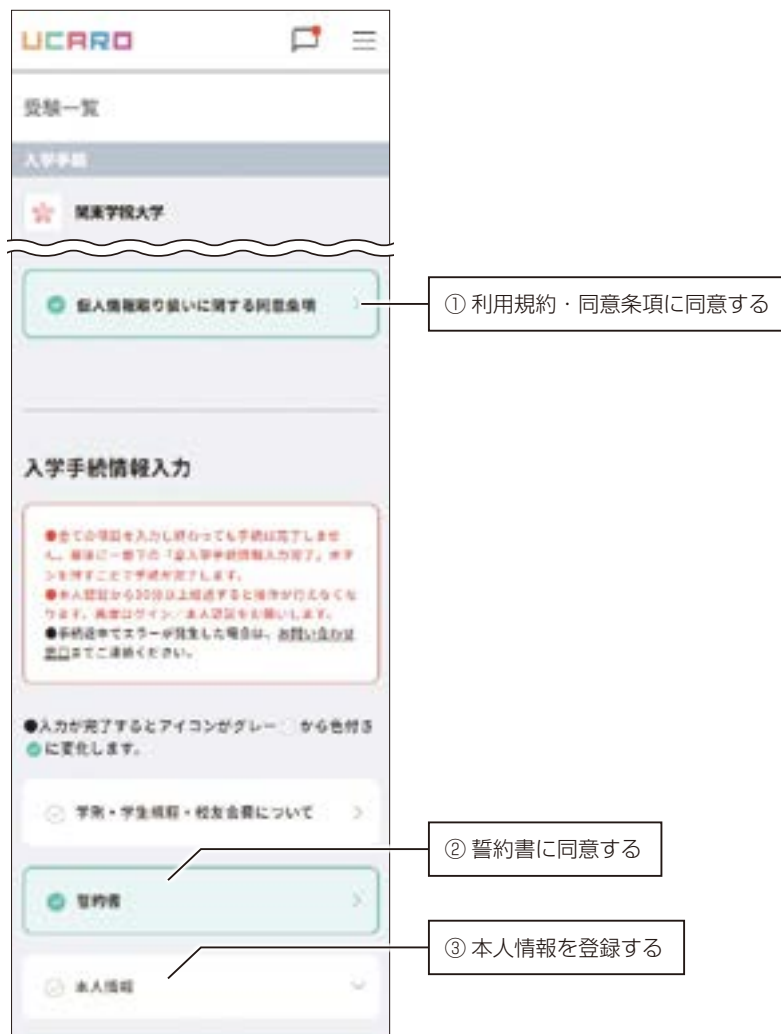 UCARO
受験一覧
入学手続
関東学院大学
個人情報取り扱いに関する同意条項
① 利用規約・同意条項に同意する
入学手続情報入力
●全ての項目を入力し終わっても手続は完了しませ
ん。最後に一番下の「全入学手続情報入力完了」ボタ
ンを押すことで手続が完了します。
●本人認証から30分以上経過すると操作が行えなくな
ります。再度ログイン／本人認証をお願いします。
●手続途中でエラーが発生した場合は、お問い合わせ
窓口までご連絡ください。
●入力が完了するとアイコンがグレー から色付き
に変化します。
学則・学生規程・校友会費について
② 誓約書に同意する
誓約書
③ 本人情報を登録する
本人情報